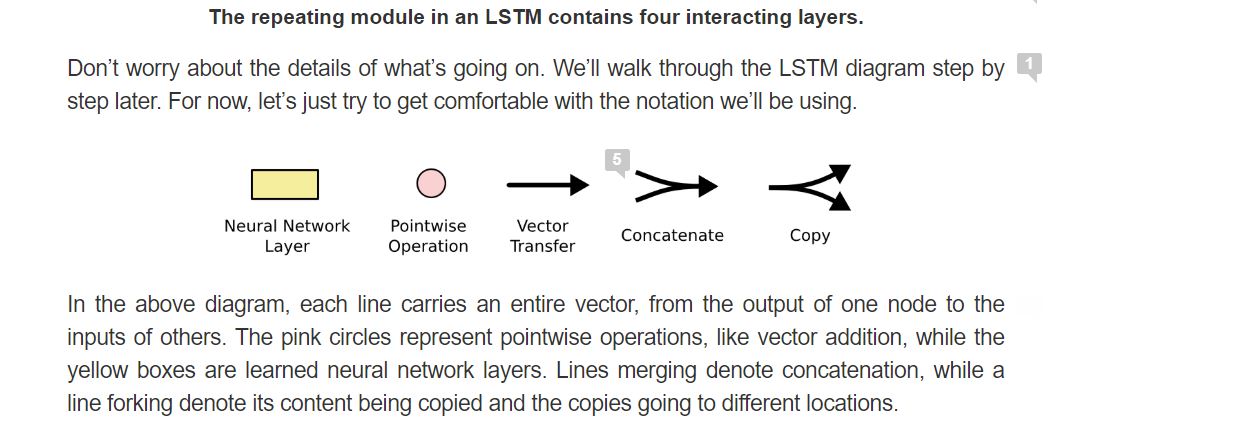 The repeating module in an LSTM contains four interacting layers.
Don’t worry about the details of what’s going on. We’ll walk through the LSTM diagram step by
1
step later. For now, let’s just try to get comfortable with the notation we’ll be using.
5
Neural Network
Layer
Pointwise
Operation
Vector
Transfer
Concatenate
Copy
In the above diagram, each line carries an entire vector, from the output of one node to the
inputs of others. The pink circles represent pointwise operations, like vector addition, while the
yellow boxes are learned neural network layers. Lines merging denote concatenation, while a
line forking denote its content being copied and the copies going to different locations.